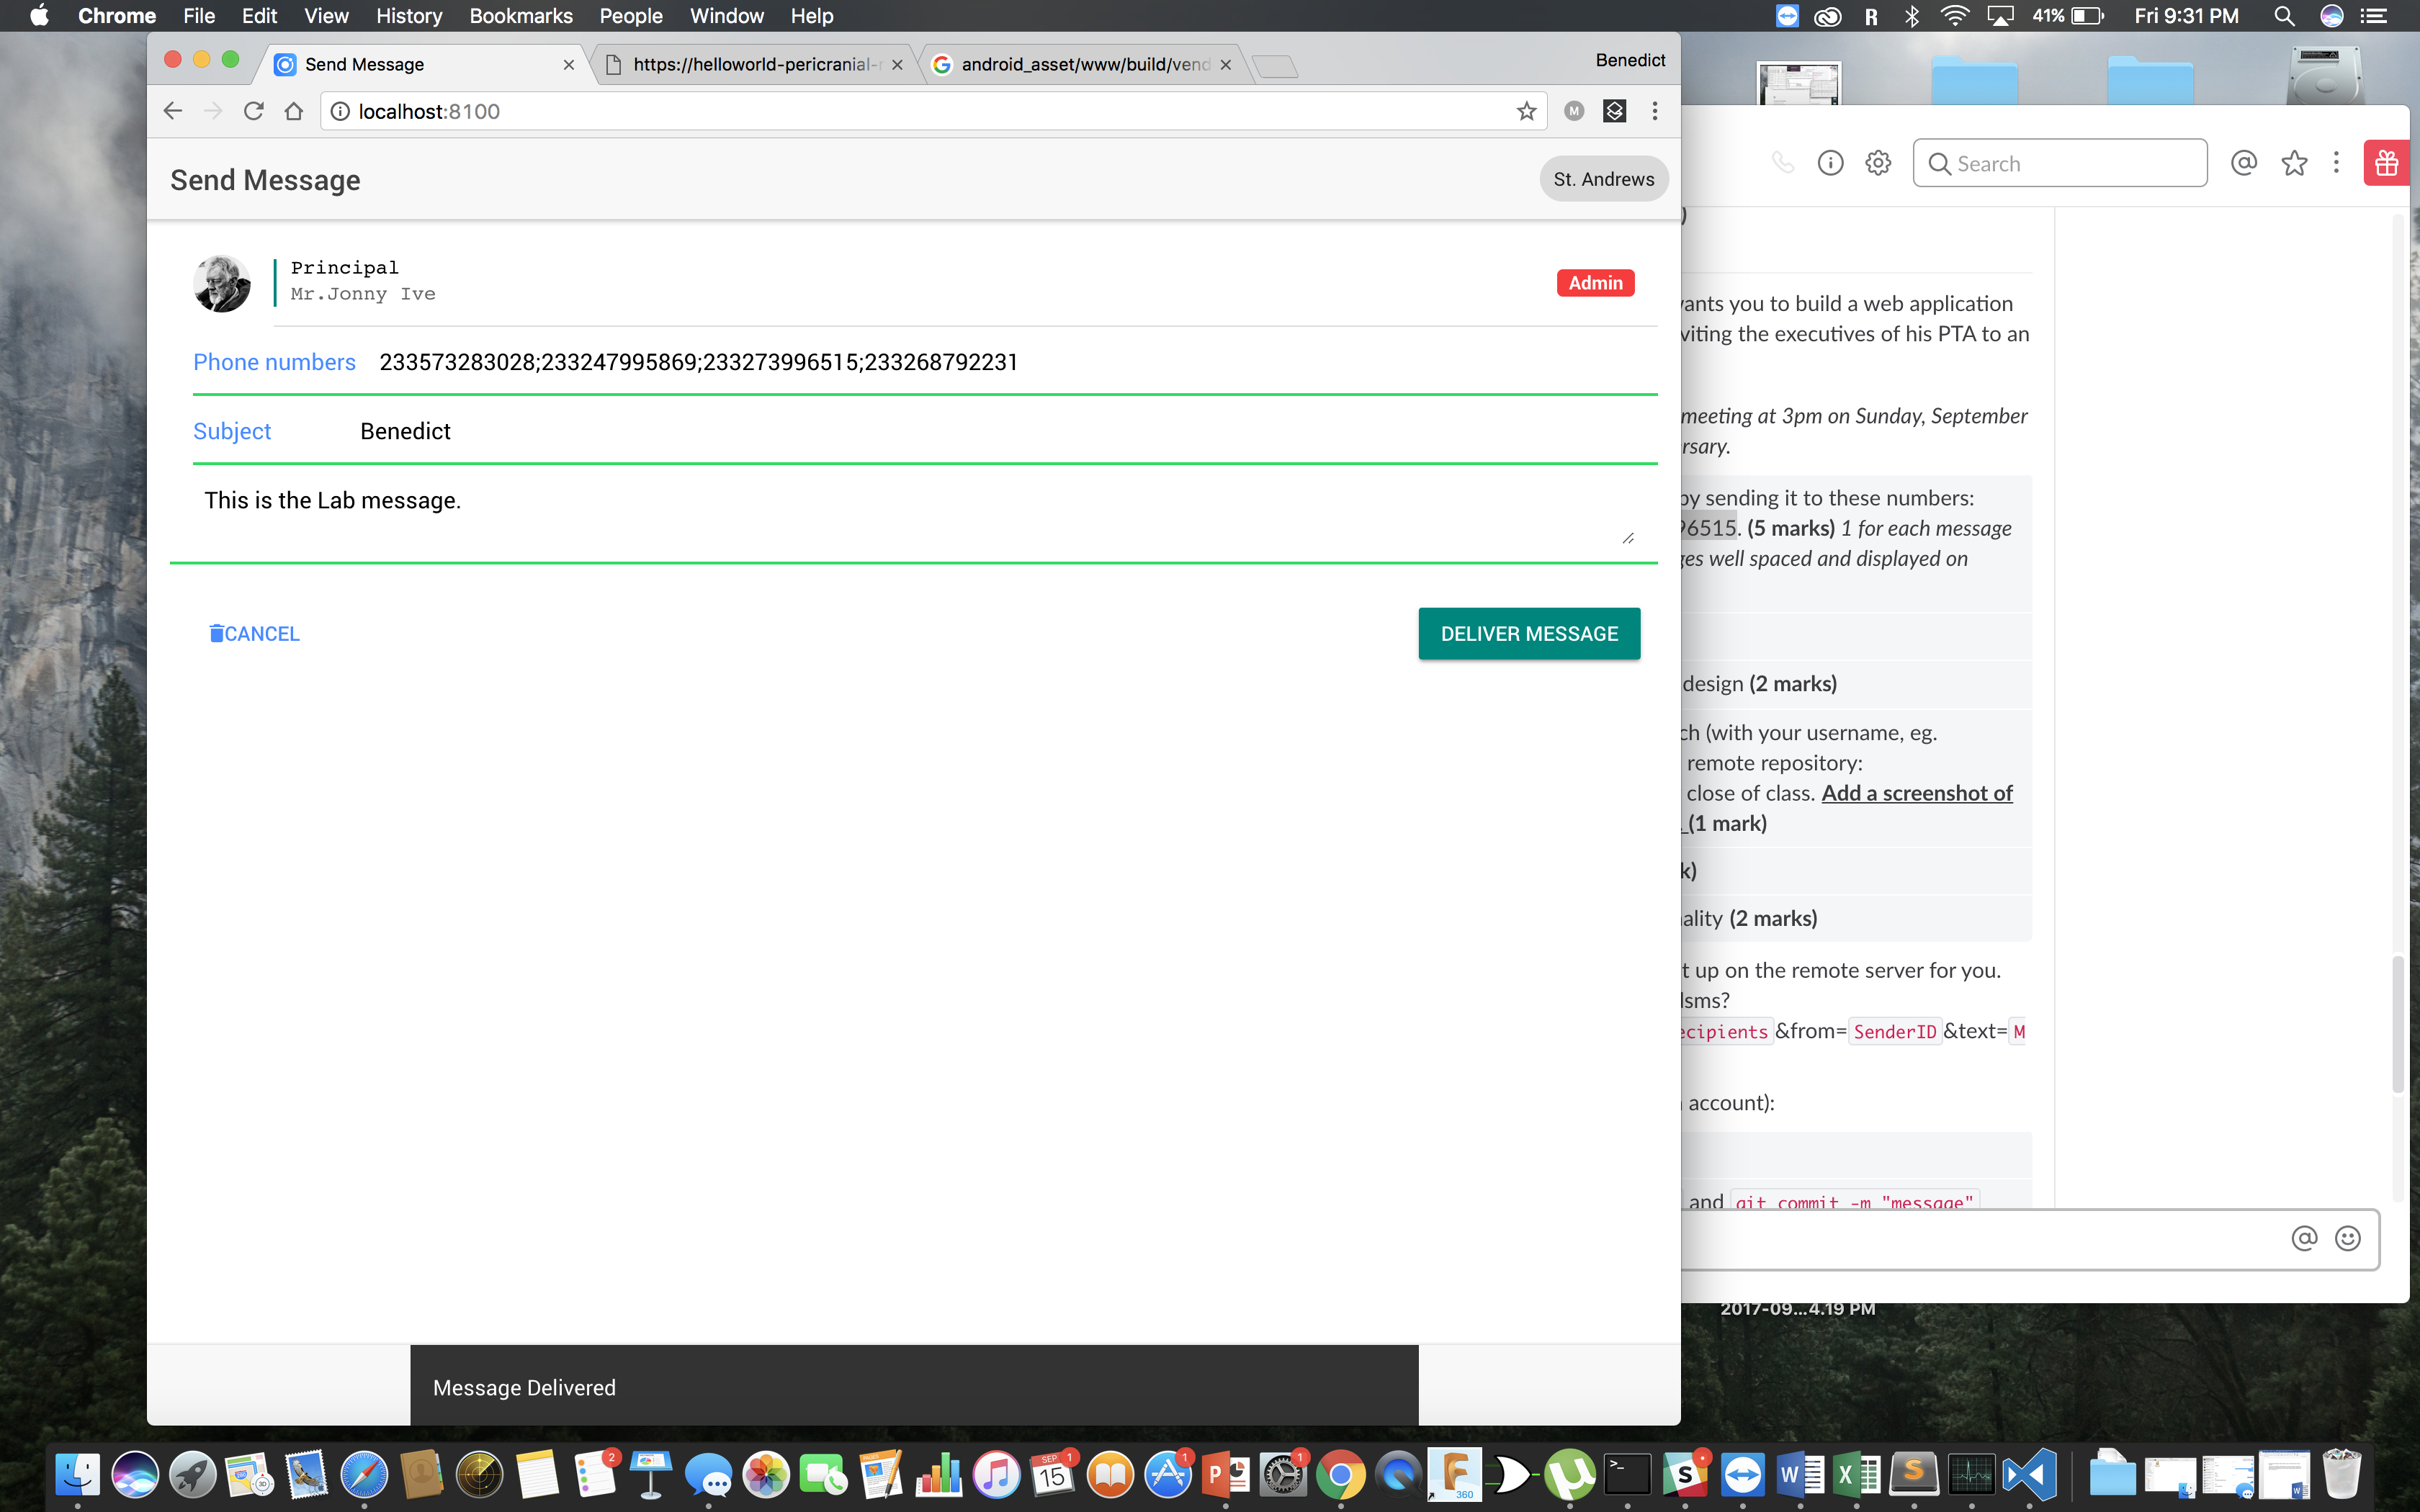 Chrome File Edit View History Bookmarks People Window Help
R 41% Fri 9:31 PM
Send Message
https://helloworld-pericranial-
android_asset/www/build/vend
Benedict
localhost:8100
M
Send Message
St. Andrews
Principal
Mr.Jonny Ive
Admin
Phone numbers 233573283028;233247995869;233273996515;233268792231
Subject Benedict
This is the Lab message.
CANCEL
DELIVER MESSAGE
Message Delivered
Search
)
ants you to build a web application
viting the executives of his PTA to an
meeting at 3pm on Sunday, September
rsary.
by sending it to these numbers:
96515. (5 marks) 1 for each message
ges well spaced and displayed on
design (2 marks)
ch (with your username, eg.
remote repository:
close of class. Add a screenshot of
(1 mark)
k)
ality (2 marks)
t up on the remote server for you.
lsms?
ecipients &from= SenderID &text= M
account):
and git commit -m "message"
2017-09...4.19 PM
2
SEP
15
1
1
P
1
F
360
>_
S
W
X
S